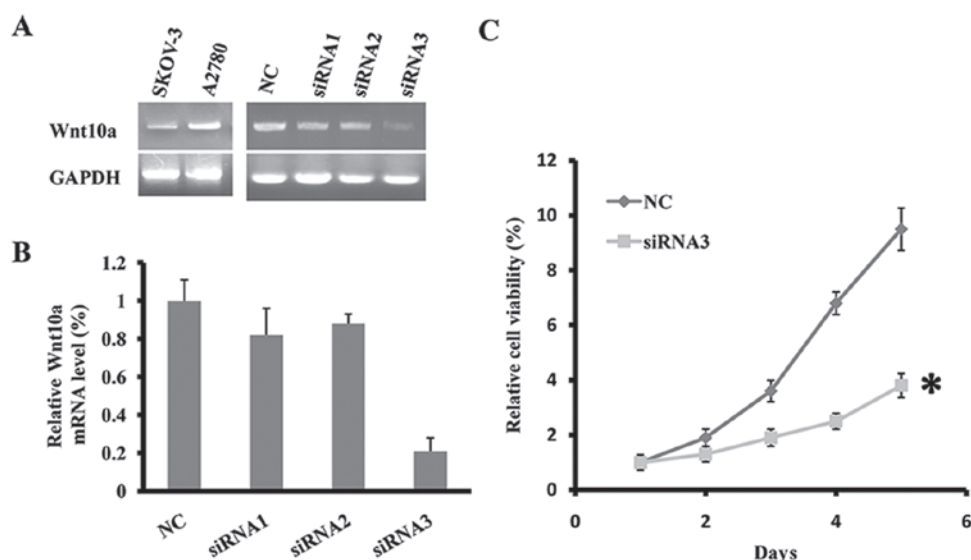 A
SKOV-3
A2780
NC
siRNA1
siRNA2
siRNA3
Wnt10a
GAPDH
B
Relative Wnt10a
mRNA level (%)
1.2
1
0.8
0.6
0.4
0.2
0
NC
siRNA1
siRNA2
siRNA3
C
Relative cell viability (%)
12
10
8
6
4
2
0
NC
siRNA3
*
0
2
4
6
Days